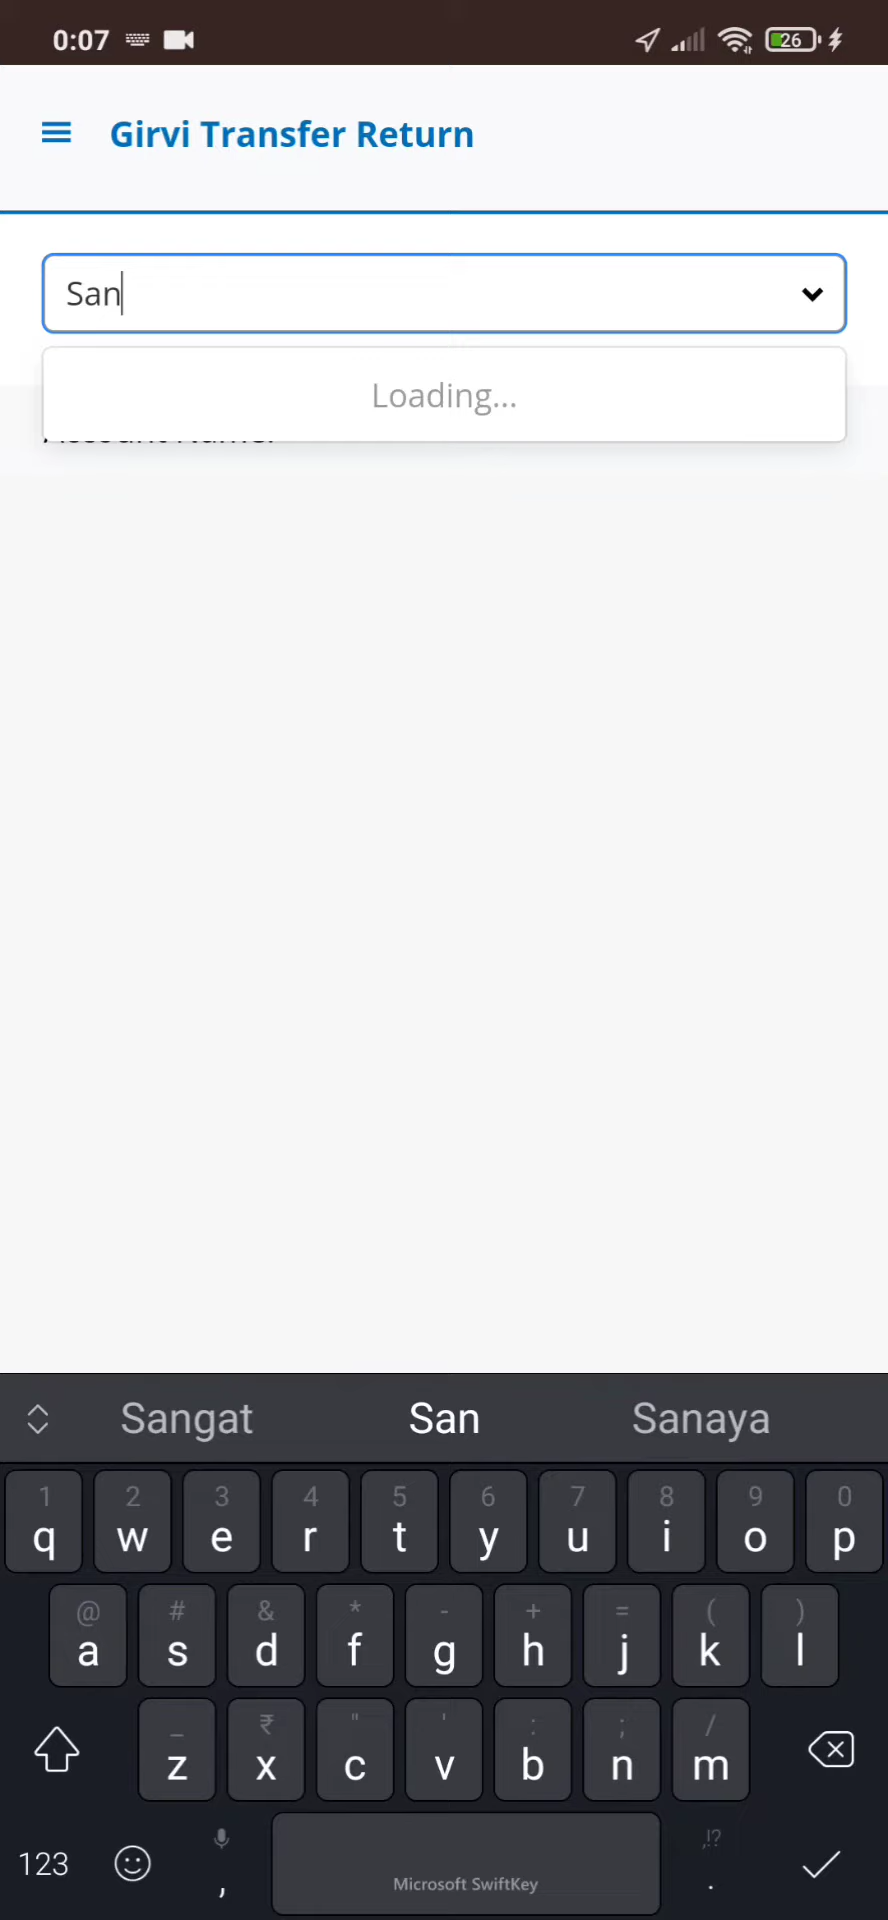 0:07
26
Girvi Transfer Return
San
Loading...
Sangat San Sanaya
1 2 3 4 5 6 7 8 9 0
q w e r t y u i o p
@ # & * - + = ( )
a s d f g h j k l
_ ₹ " ' : ; /
z x c v b n m
123 , Microsoft SwiftKey ,!? .